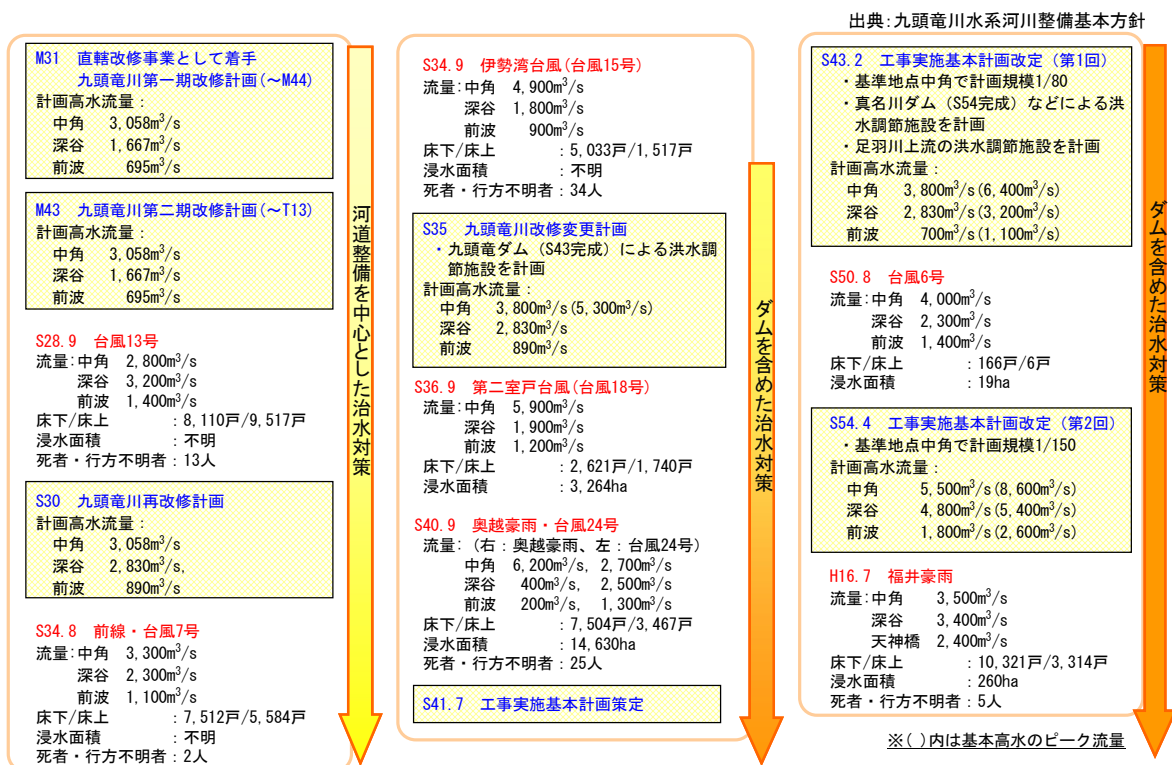 出典:九頭竜川水系河川整備基本方針
M31 直轄改修事業として着手
九頭竜川第一期改修計画(～M44)
計画高水流量:
中角 3,058m³/s
深谷 1,667m³/s
前波 695m³/s
M43 九頭竜川第二期改修計画(～T13)
計画高水流量:
中角 3,058m³/s
深谷 1,667m³/s
前波 695m³/s
S28.9 台風13号
流量:中角 2,800m³/s
深谷 3,200m³/s
前波 1,400m³/s
床下/床上 :8,110戸/9,517戸
浸水面積 :不明
死者・行方不明者:13人
S30 九頭竜川再改修計画
計画高水流量:
中角 3,058m³/s
深谷 2,830m³/s,
前波 890m³/s
S34.8 前線・台風7号
流量:中角 3,300m³/s
深谷 2,300m³/s
前波 1,100m³/s
床下/床上 :7,512戸/5,584戸
浸水面積 :不明
死者・行方不明者:2人
河道整備を中心とした治水対策
S34.9 伊勢湾台風(台風15号)
流量:中角 4,900m³/s
深谷 1,800m³/s
前波 900m³/s
床下/床上 :5,033戸/1,517戸
浸水面積 :不明
死者・行方不明者:34人
S35 九頭竜川改修変更計画
・九頭竜ダム(S43完成)による洪水調
節施設を計画
計画高水流量:
中角 3,800m³/s(5,300m³/s)
深谷 2,830m³/s
前波 890m³/s
S36.9 第二室戸台風(台風18号)
流量:中角 5,900m³/s
深谷 1,900m³/s
前波 1,200m³/s
床下/床上 :2,621戸/1,740戸
浸水面積 :3,264ha
S40.9 奥越豪雨・台風24号
流量:(右:奥越豪雨、左:台風24号)
中角 6,200m³/s, 2,700m³/s
深谷 400m³/s, 2,500m³/s
前波 200m³/s, 1,300m³/s
床下/床上 :7,504戸/3,467戸
浸水面積 :14,630ha
死者・行方不明者:25人
S41.7 工事実施基本計画策定
ダムを含めた治水対策
S43.2 工事実施基本計画改定(第1回)
・基準地点中角で計画規模1/80
・真名川ダム(S54完成)などによる洪
水調節施設を計画
・足羽川上流の洪水調節施設を計画
計画高水流量:
中角 3,800m³/s(6,400m³/s)
深谷 2,830m³/s(3,200m³/s)
前波 700m³/s(1,100m³/s)
S50.8 台風6号
流量:中角 4,000m³/s
深谷 2,300m³/s
前波 1,400m³/s
床下/床上 :166戸/6戸
浸水面積 :19ha
S54.4 工事実施基本計画改定(第2回)
・基準地点中角で計画規模1/150
計画高水流量:
中角 5,500m³/s(8,600m³/s)
深谷 4,800m³/s(5,400m³/s)
前波 1,800m³/s(2,600m³/s)
H16.7 福井豪雨
流量:中角 3,500m³/s
深谷 3,400m³/s
天神橋 2,400m³/s
床下/床上 :10,321戸/3,314戸
浸水面積 :260ha
死者・行方不明者:5人
ダムを含めた治水対策
※( )内は基本高水のピーク流量